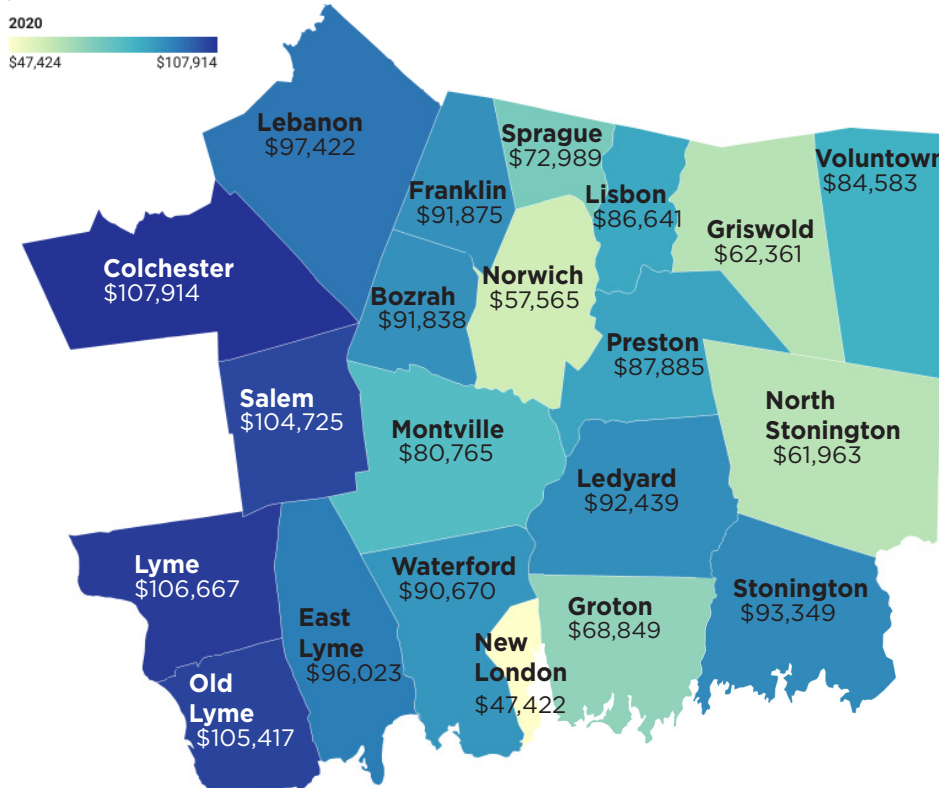 2020
$47,424 $107,914
Lebanon
$97,422
Sprague
$72,989
Voluntown
$84,583
Franklin
$91,875
Lisbon
$86,641
Griswold
$62,361
Colchester
$107,914
Norwich
$57,565
Bozrah
$91,838
Preston
$87,885
Salem
$104,725
North
Stonington
$61,963
Montville
$80,765
Ledyard
$92,439
Lyme
$106,667
Waterford
$90,670
Stonington
$93,349
Groton
$68,849
East
Lyme
$96,023
New
London
$47,422
Old
Lyme
$105,417